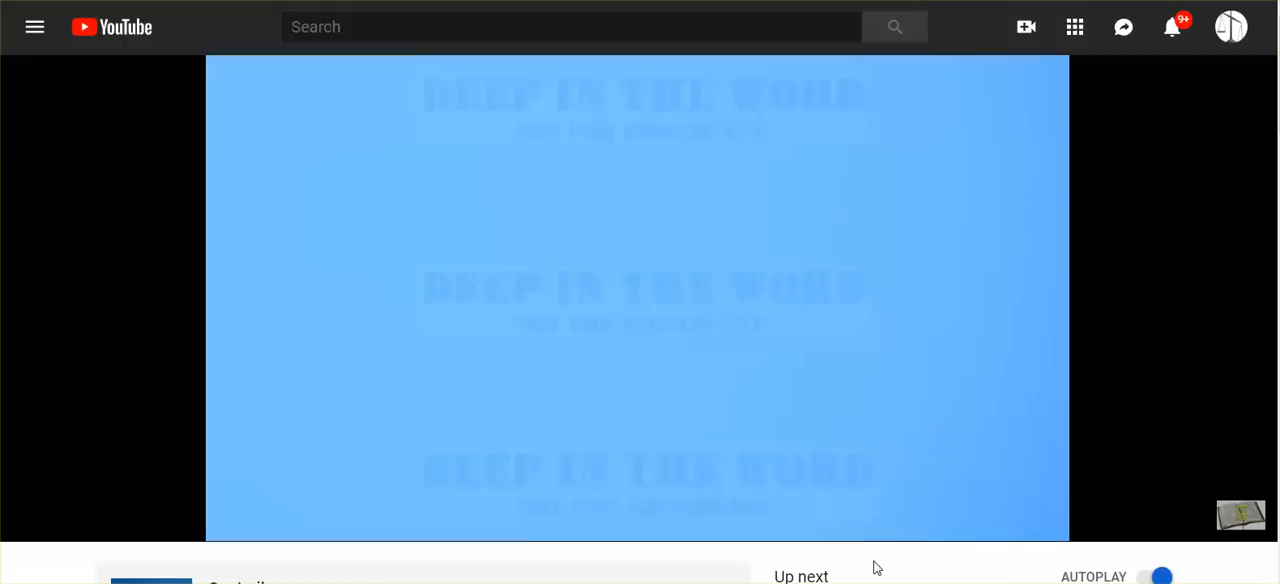 YouTube
Search
9+
DEEP IN THE WORD
DEEP IN THE WORD
DEEP IN THE WORD
Up next
AUTOPLAY